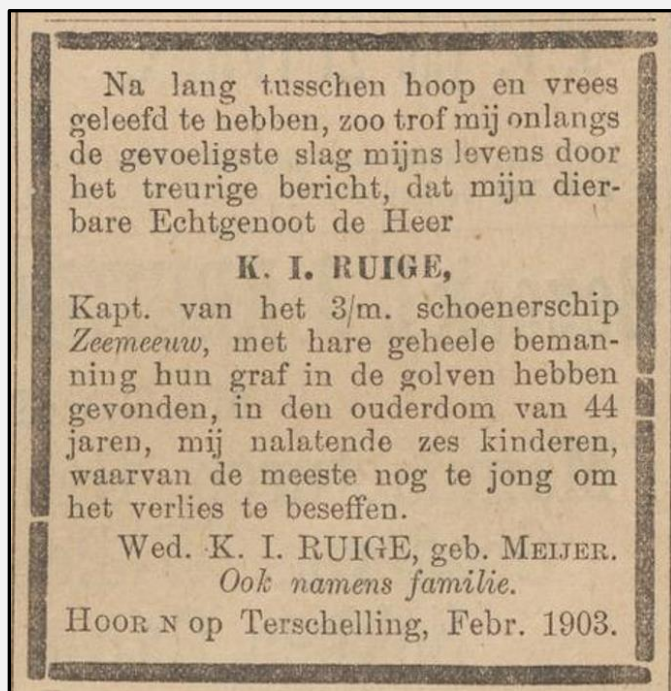 Na lang tusschen hoop en vrees
geleefd te hebben, zoo trof mij onlangs
de gevoeligste slag mijns levens door
het treurige bericht, dat mijn dier-
bare Echtgenoot de Heer
K. I. RUIGE,
Kapt. van het 3/m. schoenerschip
Zeemeeuw, met hare geheele beman-
ning hun graf in de golven hebben
gevonden, in den ouderdom van 44
jaren, mij nalatende zes kinderen,
waarvan de meeste nog te jong om
het verlies te beseffen.
Wed. K. I. RUIGE, geb. MEIJER.
Ook namens familie.
HOOR N op Terschelling, Febr. 1903.